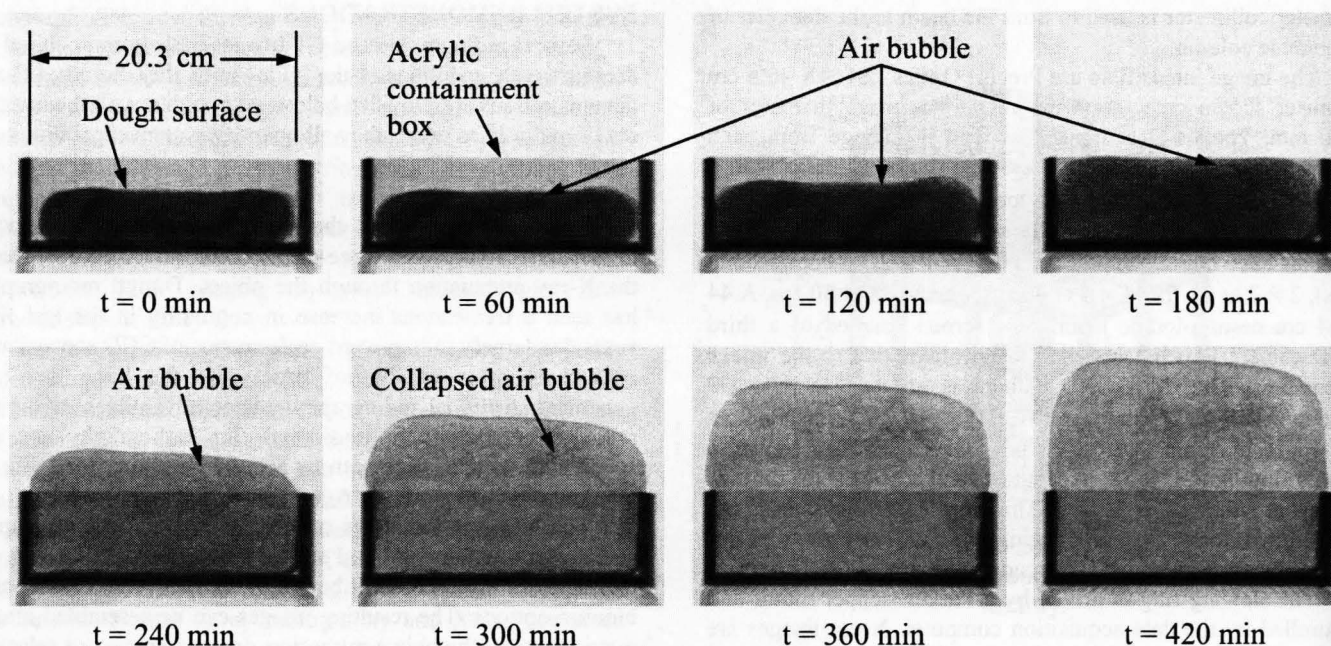 20.3 cm
Dough surface
Acrylic
containment
box
Air bubble
t = 0 min
t = 60 min
t = 120 min
t = 180 min
Air bubble
Collapsed air bubble
t = 240 min
t = 300 min
t = 360 min
t = 420 min